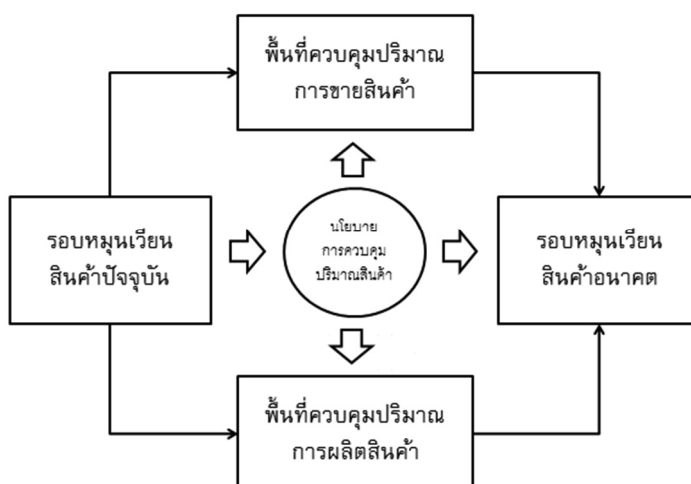 พื้นที่ควบคุมปริมาณ
การขายสินค้า
รอบหมุนเวียน
สินค้าปัจจุบัน
นโยบาย
การควบคุม
ปริมาณสินค้า
รอบหมุนเวียน
สินค้าอนาคต
พื้นที่ควบคุมปริมาณ
การผลิตสินค้า